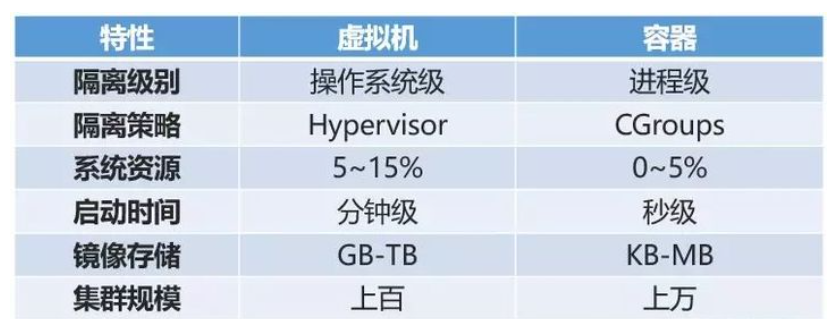 特性 虚拟机 容器
隔离级别 操作系统级 进程级
隔离策略 Hypervisor CGroups
系统资源 5~15% 0~5%
启动时间 分钟级 秒级
镜像存储 GB-TB KB-MB
集群规模 上百 上万